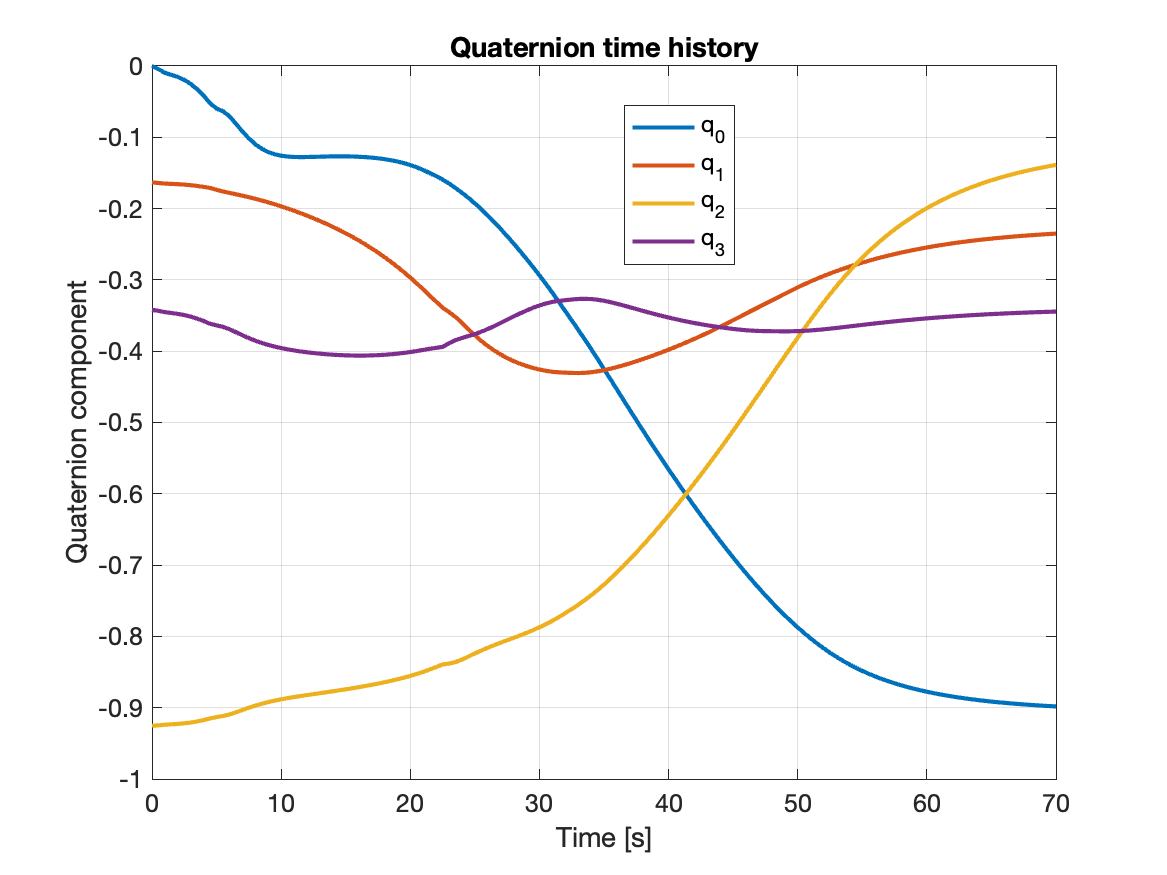 Quaternion time history
0
-0.1
-0.2
-0.3
-0.4
-0.5
-0.6
-0.7
-0.8
-0.9
-1
Quaternion component
q0
q1
q2
q3
0 10 20 30 40 50 60 70
Time [s]